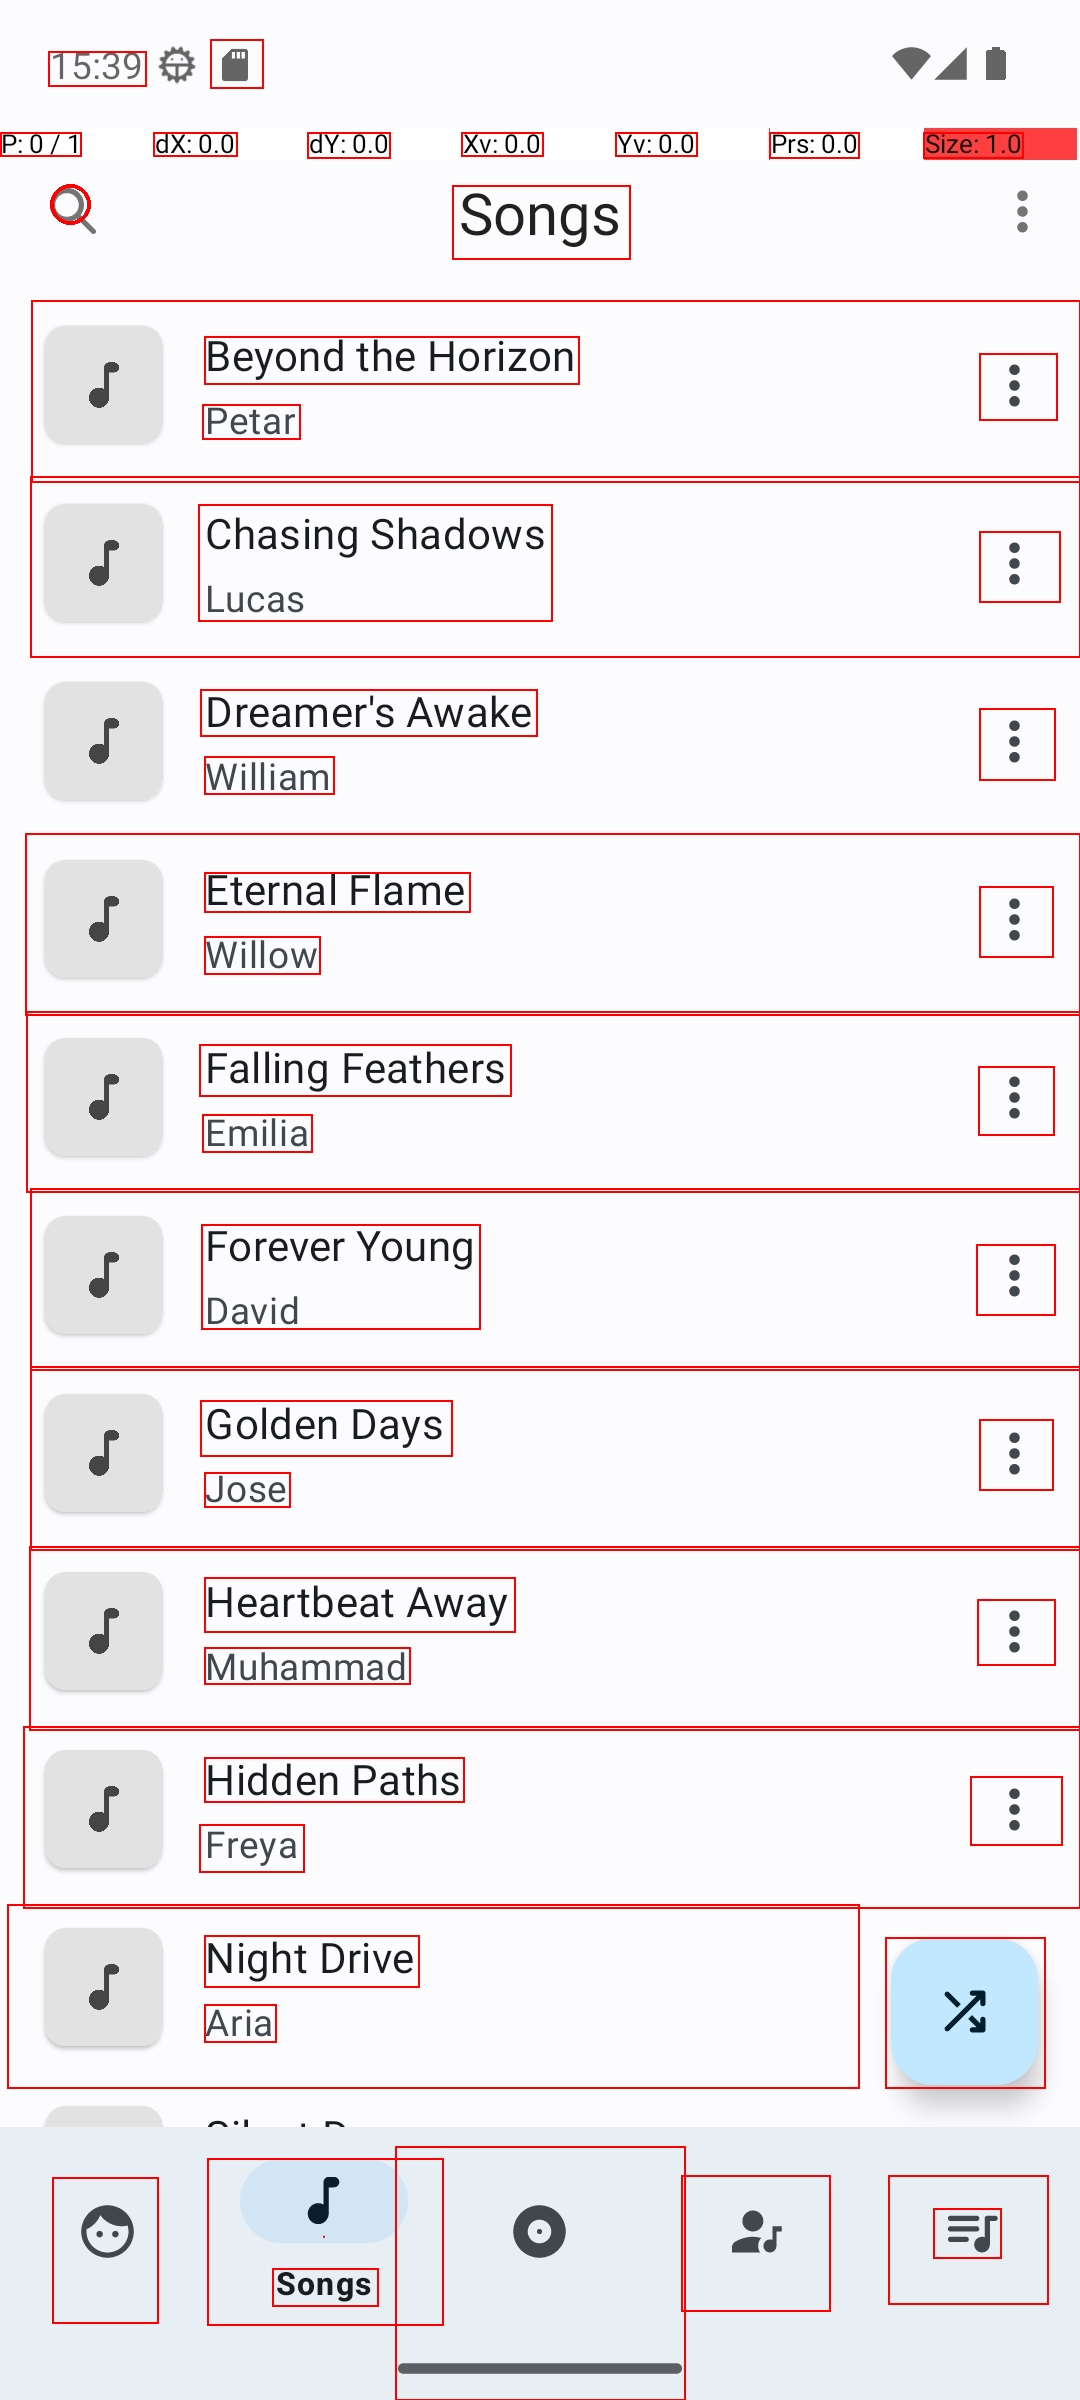 15:39
P: 0 / 1 dX: 0.0 dY: 0.0 Xv: 0.0 Yv: 0.0 Prs: 0.0 Size: 1.0
Songs
Beyond the Horizon
Petar
Chasing Shadows
Lucas
Dreamer's Awake
William
Eternal Flame
Willow
Falling Feathers
Emilia
Forever Young
David
Golden Days
Jose
Heartbeat Away
Muhammad
Hidden Paths
Freya
Night Drive
Aria
Songs